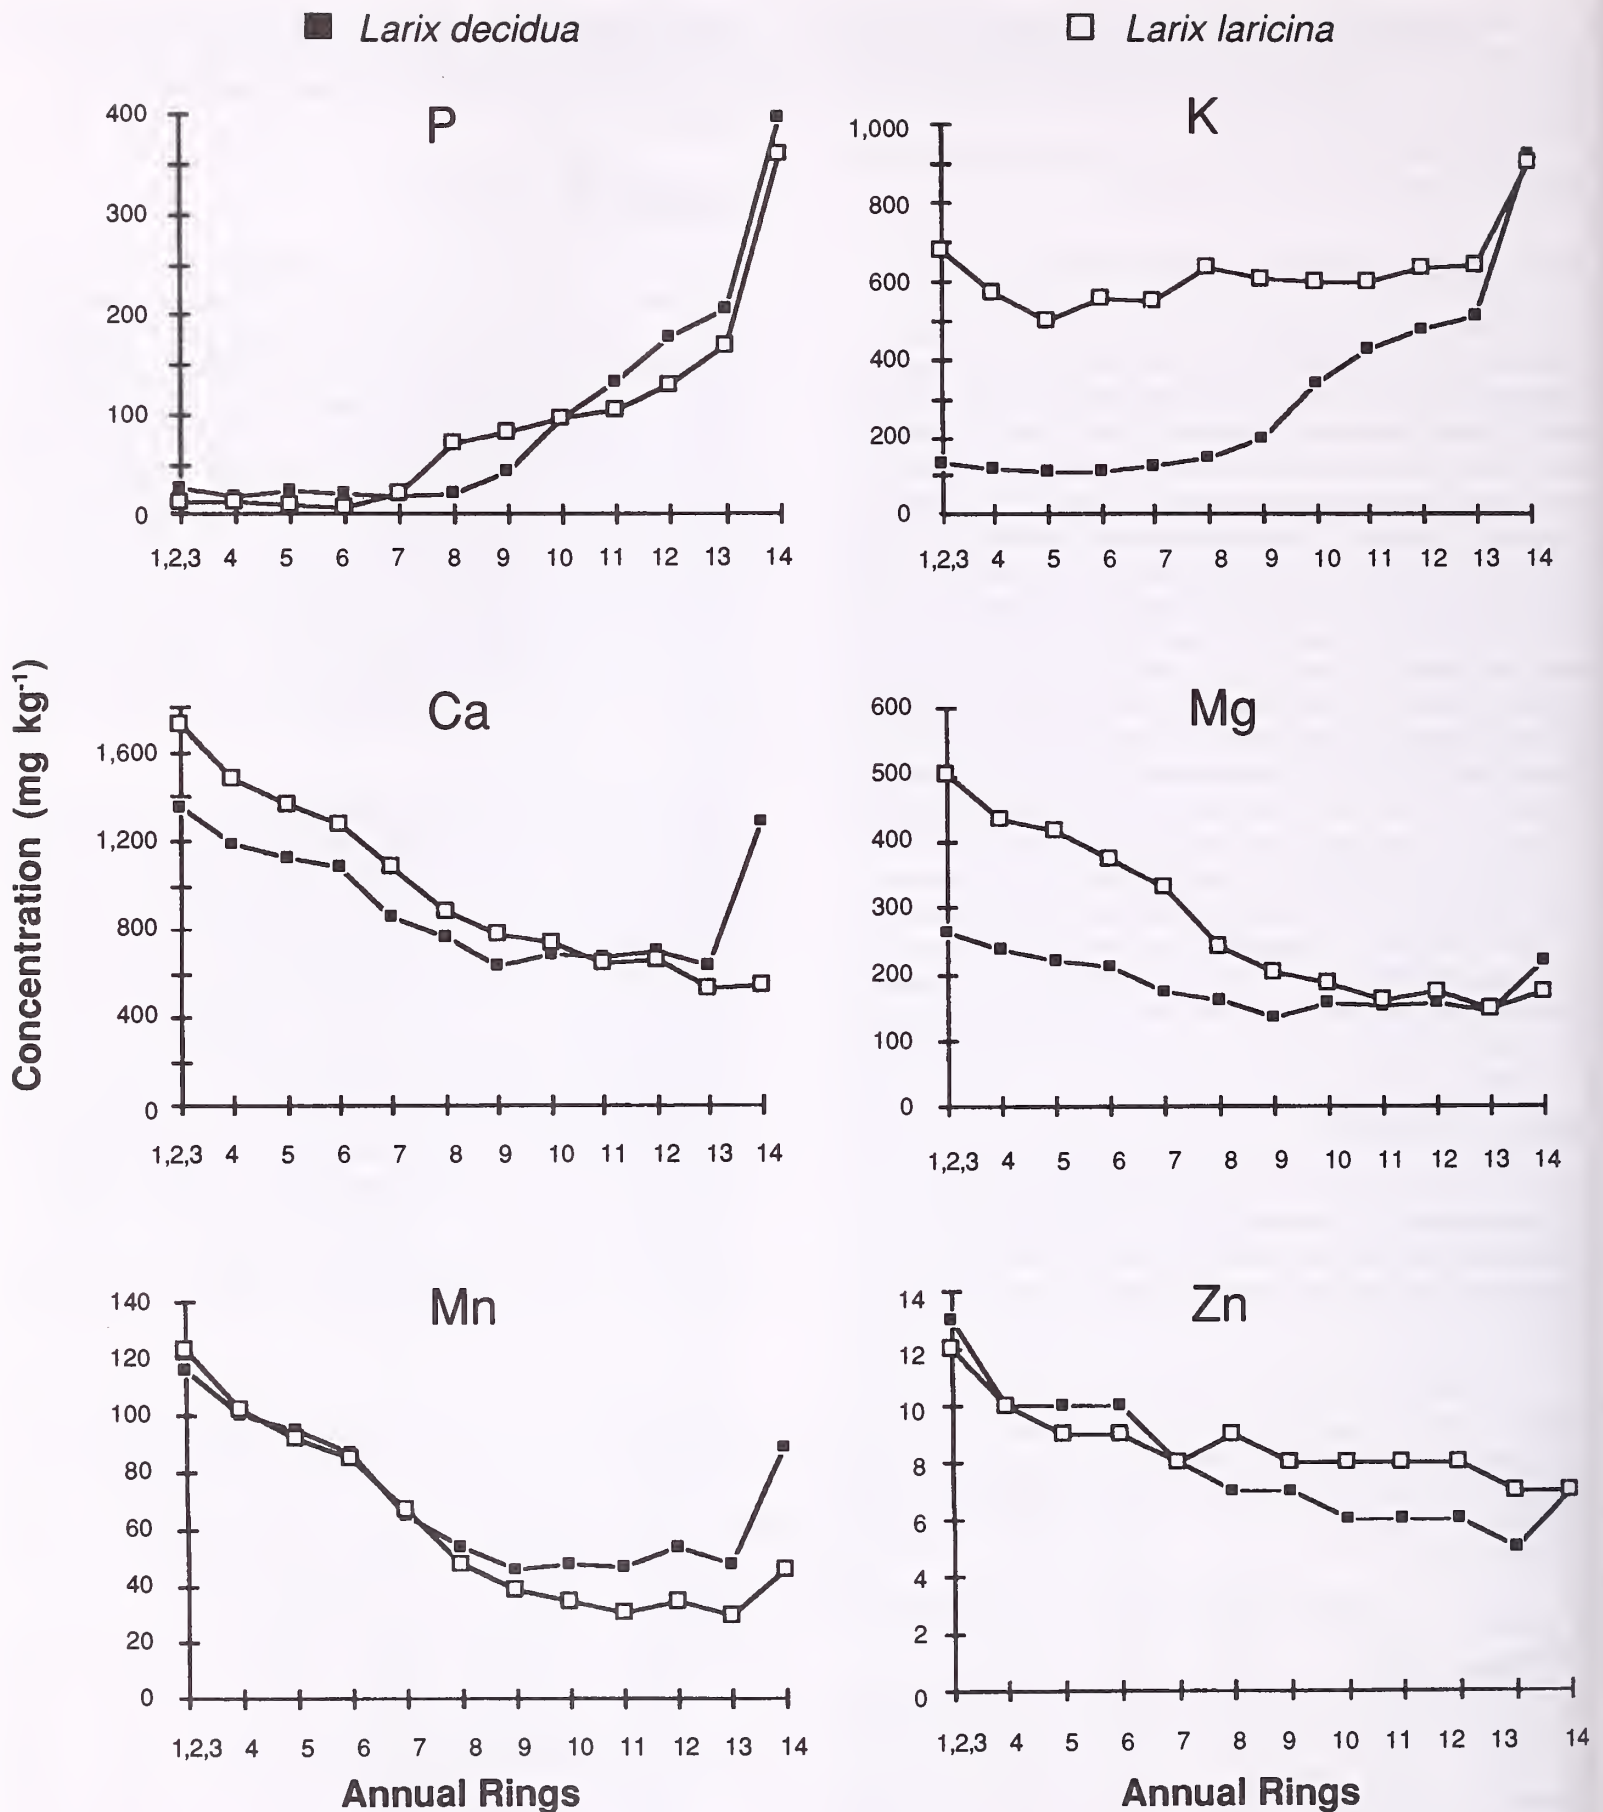 Larix decidua
Larix laricina
P
400
300
200
100
0
1,2,3 4 5 6 7 8 9 10 11 12 13 14
K
1,000
800
600
400
200
0
1,2,3 4 5 6 7 8 9 10 11 12 13 14
Concentration (mg kg⁻¹)
Ca
1,600
1,200
800
400
0
1,2,3 4 5 6 7 8 9 10 11 12 13 14
Mg
600
500
400
300
200
100
0
1,2,3 4 5 6 7 8 9 10 11 12 13 14
Mn
140
120
100
80
60
40
20
0
1,2,3 4 5 6 7 8 9 10 11 12 13 14
Annual Rings
Zn
14
12
10
8
6
4
2
0
1,2,3 4 5 6 7 8 9 10 11 12 13 14
Annual Rings